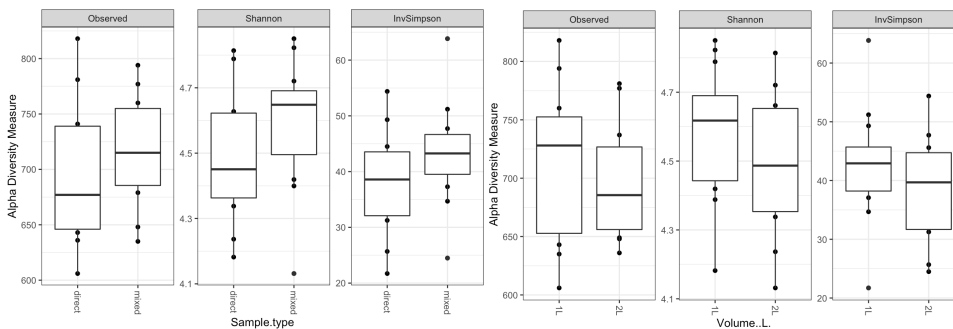 Observed
Shannon
InvSimpson
Alpha Diversity Measure
800
750
700
650
600
4.7
4.5
4.3
4.1
60
50
40
30
20
direct
mixed
direct
mixed
direct
mixed
Sample.type
Observed
Shannon
InvSimpson
Alpha Diversity Measure
800
750
700
650
600
4.7
4.5
4.3
4.1
60
50
40
30
20
1L
2L
1L
2L
1L
2L
Volume..L.